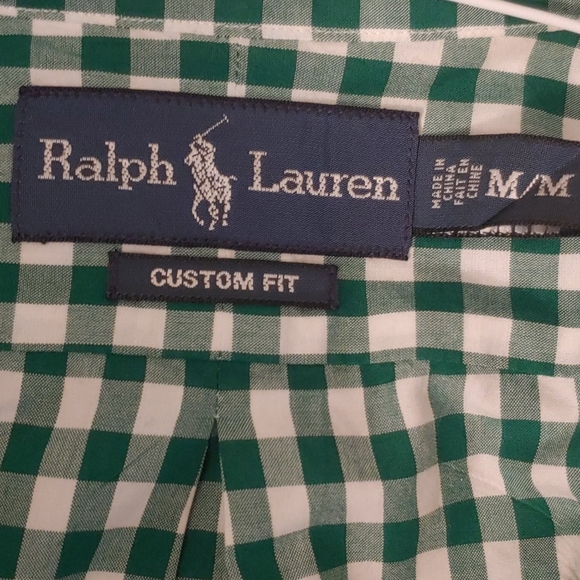 Ralph Lauren
MADE IN
CHINA
FAIT EN
CHINE
M/M
CUSTOM FIT